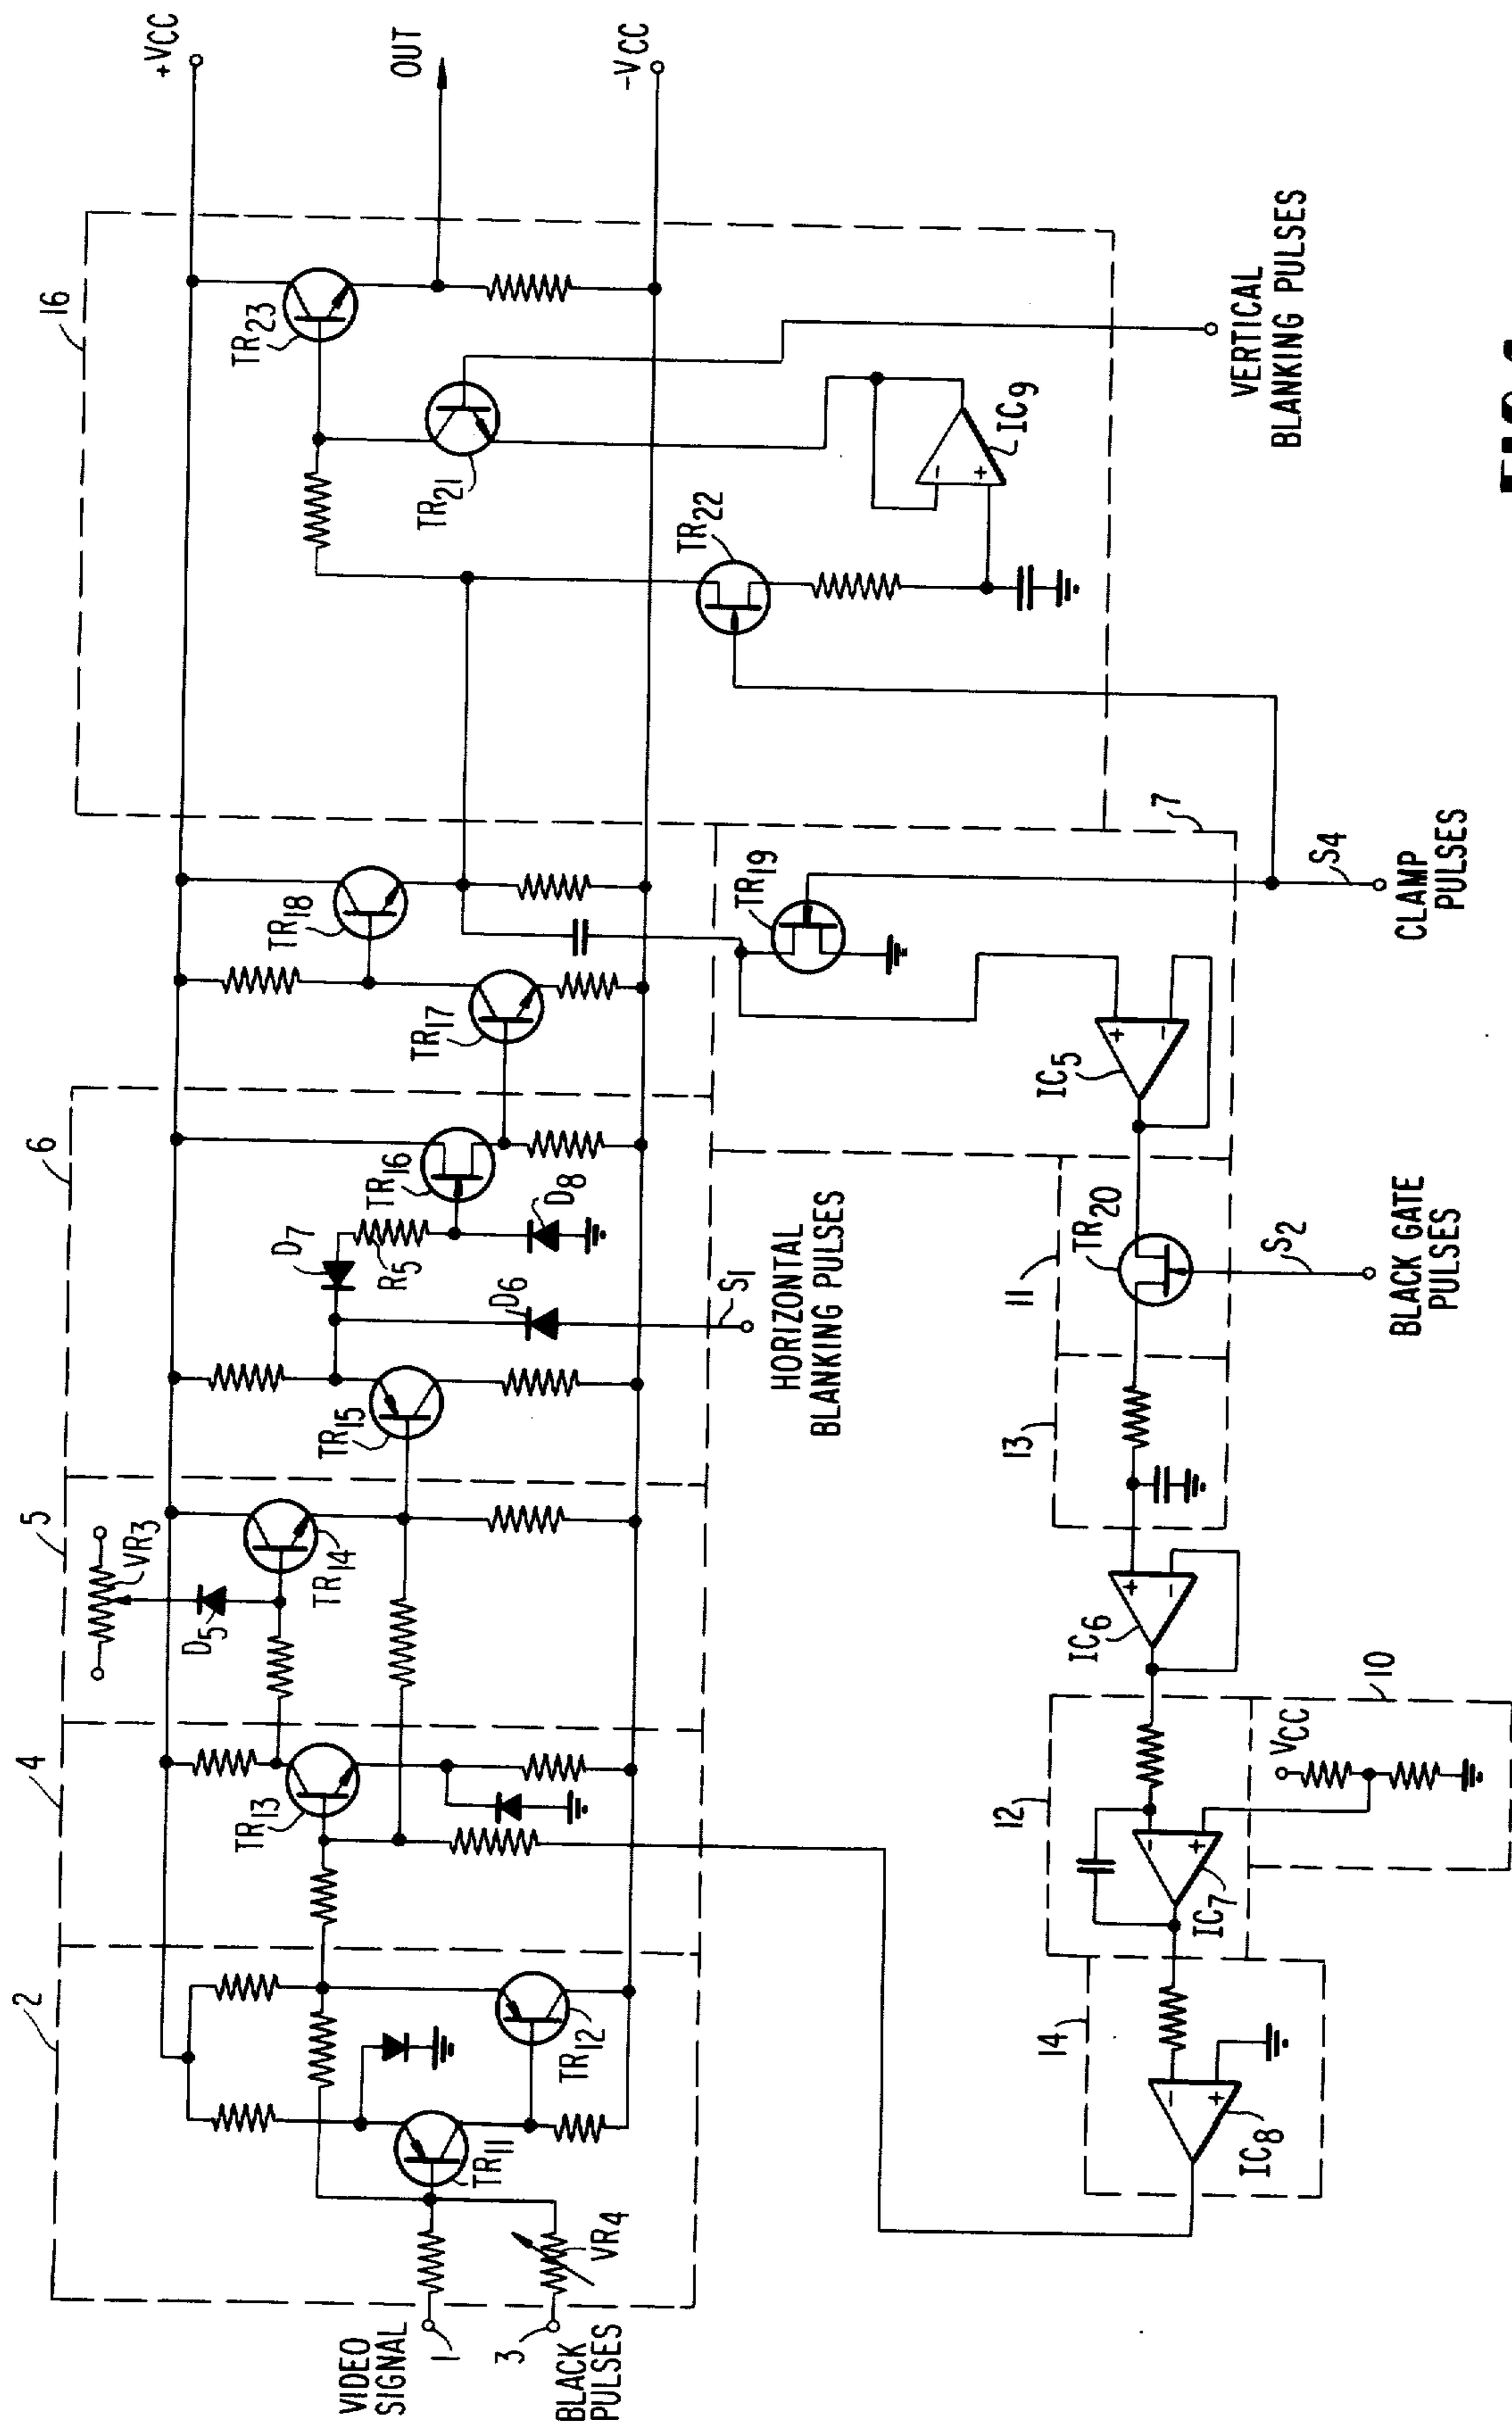 +VCC
OUT
-VCC
16
TR23
TR21
TR22
IC9
VERTICAL
BLANKING PULSES
7
TR18
TR17
TR19
IC5
S4
CLAMP
PULSES
6
D7
R5
TR16
D8
D6
S1
TR15
HORIZONTAL
BLANKING PULSES
11
TR20
S2
BLACK GATE
PULSES
13
5
VR3
D5
TR14
IC6
4
TR13
12
10
VCC
IC7
2
TR11
TR12
14
IC8
VIDEO
SIGNAL
1
3
BLACK
PULSES
VR4